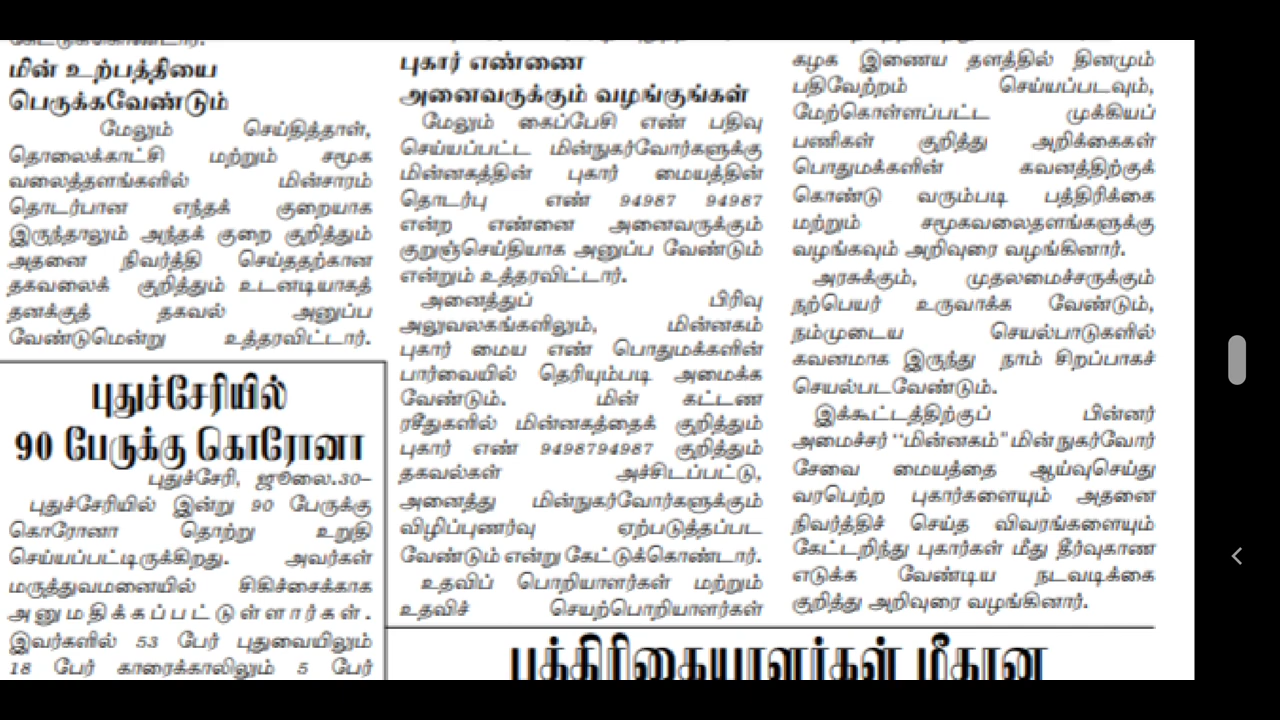 மின் உற்பத்தியை
பெருக்கவேண்டும்
மேலும் செய்தித்தாள்,
தொலைக்காட்சி மற்றும் சமூக
வலைத்தளங்களில் மின்சாரம்
தொடர்பான எந்தக் குறையாக
இருந்தாலும் அந்தக் குறை குறித்தும்
அதனை நிவர்த்தி செய்ததற்கான
தகவலைக் குறித்தும் உடனடியாகத்
தனக்குத் தகவல் அனுப்ப
வேண்டுமென்று உத்தரவிட்டார்.
புதுச்சேரியில்
90 பேருக்கு கொரோனா
புதுச்சேரி, ஜூலை.30–
புதுச்சேரியில் இன்று 90 பேருக்கு
கொரோனா தொற்று உறுதி
செய்யப்பட்டிருக்கிறது. அவர்கள்
மருத்துவமனையில் சிகிச்சைக்காக
அனுமதிக்கப்பட்டுள்ளார்கள்.
இவர்களில் 53 பேர் புதுவையிலும்
18 பேர் காரைக்காலிலும் 5 பேர்
புகார் எண்ணை
அனைவருக்கும் வழங்குங்கள்
மேலும் கைப்பேசி எண் பதிவு
செய்யப்பட்ட மின்நுகர்வோர்களுக்கு
மின்னகத்தின் புகார் மையத்தின்
தொடர்பு எண் 94987 94987
என்ற எண்னை அனைவருக்கும்
குறுஞ்செய்தியாக அனுப்ப வேண்டும்
என்றும் உத்தரவிட்டார்.
அனைத்துப் பிரிவு
அலுவலகங்களிலும், மின்னகம்
புகார் மைய எண் பொதுமக்களின்
பார்வையில் தெரியும்படி அமைக்க
வேண்டும். மின் கட்டண
ரசீதுகளில் மின்னகத்தைக் குறித்தும்
புகார் எண் 9498794987 குறித்தும்
தகவல்கள் அச்சிடப்பட்டு,
அனைத்து மின்நுகர்வோர்களுக்கும்
விழிப்புணர்வு ஏற்படுத்தப்பட
வேண்டும் என்று கேட்டுக்கொண்டார்.
உதவிப் பொறியாளர்கள் மற்றும்
உதவிச் செயற்பொறியாளர்கள்
கழக இணைய தளத்தில் தினமும்
பதிவேற்றம் செய்யப்படவும்,
மேற்கொள்ளப்பட்ட முக்கியப்
பணிகள் குறித்து அறிக்கைகள்
பொதுமக்களின் கவனத்திற்குக்
கொண்டு வரும்படி பத்திரிக்கை
மற்றும் சமூகவலைதளங்களுக்கு
வழங்கவும் அறிவுரை வழங்கினார்.
அரசுக்கும், முதலமைச்சருக்கும்
நற்பெயர் உருவாக்க வேண்டும்,
நம்முடைய செயல்பாடுகளில்
கவனமாக இருந்து நாம் சிறப்பாகச்
செயல்படவேண்டும்.
இக்கூட்டத்திற்குப் பின்னர்
அமைச்சர் “மின்னகம்” மின் நுகர்வோர்
சேவை மையத்தை ஆய்வுசெய்து
வரபெற்ற புகார்களையும் அதனை
நிவர்த்திச் செய்த விவரங்களையும்
கேட்டறிந்து புகார்கள் மீது தீர்வுகாண
எடுக்க வேண்டிய நடவடிக்கை
குறித்து அறிவுரை வழங்கினார்.
பத்திரிகையாளர்கள் மீதான